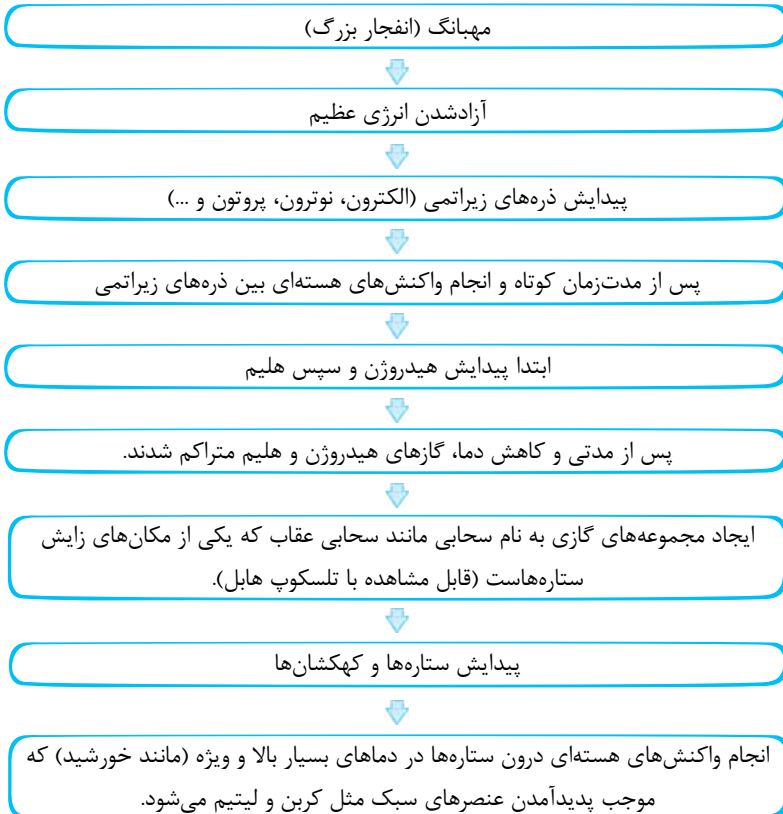 مهبانگ (انفجار بزرگ)
آزادشدن انرژی عظیم
پیدایش ذره‌های زیراتمی (الکترون، نوترون، پروتون و ...)
پس از مدت‌زمان کوتاه و انجام واکنش‌های هسته‌ای بین ذره‌های زیراتمی
ابتدا پیدایش هیدروژن و سپس هلیم
پس از مدتی و کاهش دما، گازهای هیدروژن و هلیم متراکم شدند.
ایجاد مجموعه‌های گازی به نام سحابی مانند سحابی عقاب که یکی از مکان‌های زایش
ستاره‌هاست (قابل مشاهده با تلسکوپ هابل).
پیدایش ستاره‌ها و کهکشان‌ها
انجام واکنش‌های هسته‌ای درون ستاره‌ها در دماهای بسیار بالا و ویژه (مانند خورشید) که
موجب پدیدآمدن عنصرهای سبک مثل کربن و لیتیم می‌شود.